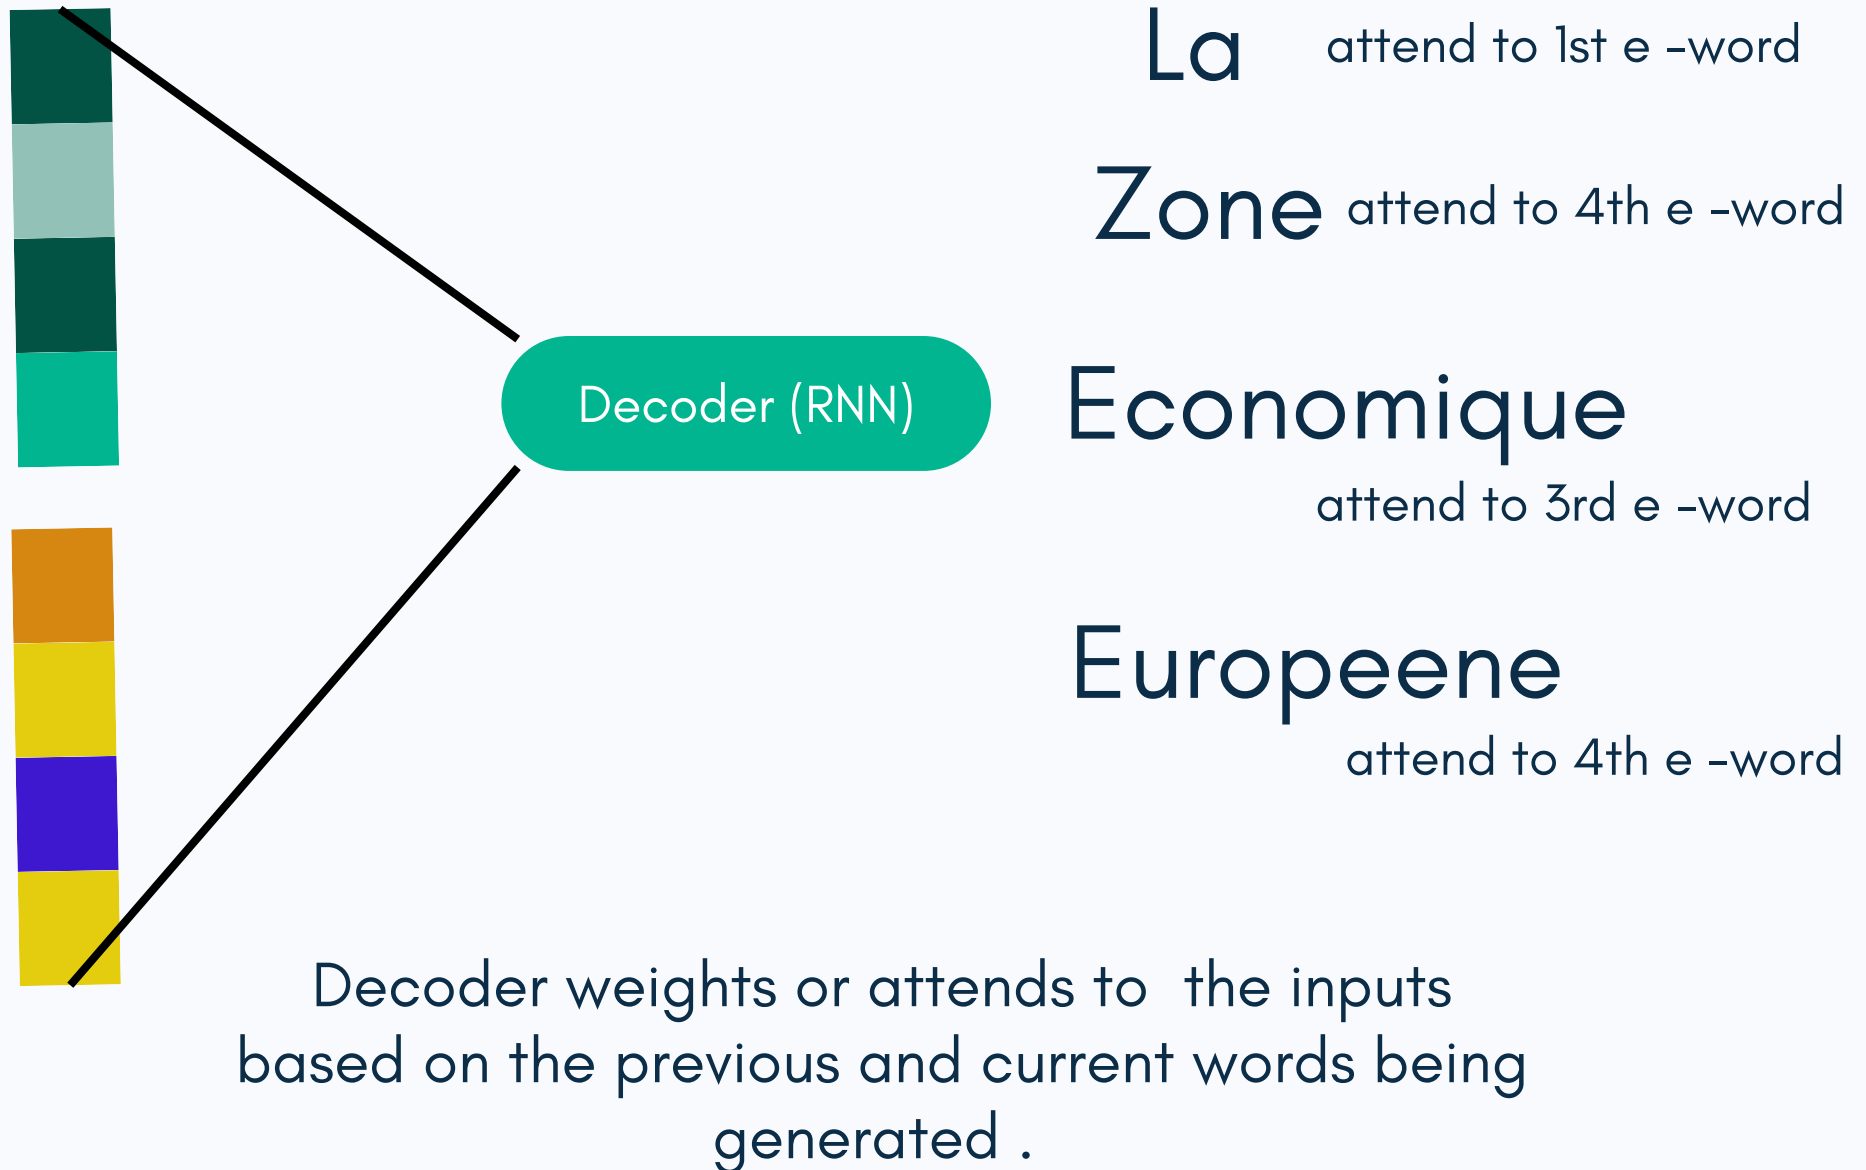 La attend to 1st e -word
Zone attend to 4th e -word
Decoder (RNN)
Economique
attend to 3rd e -word
Europeene
attend to 4th e -word
Decoder weights or attends to the inputs
based on the previous and current words being
generated .